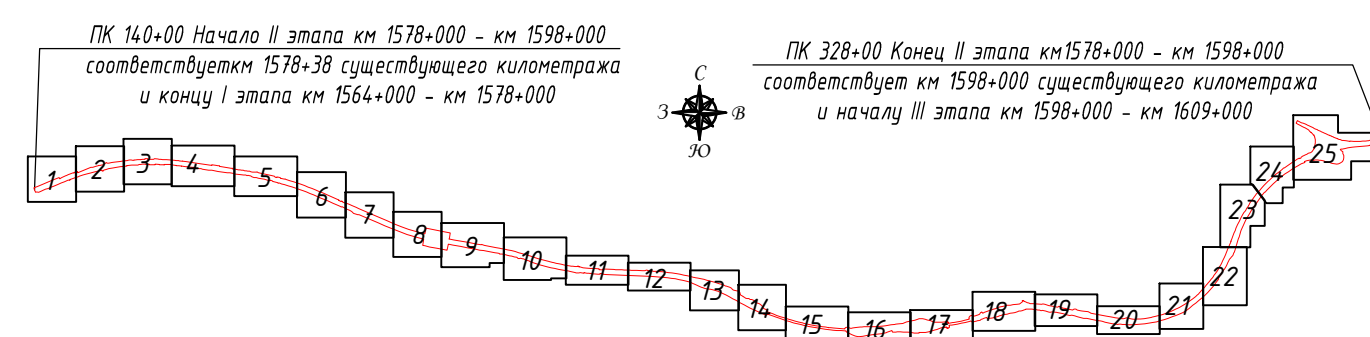 ПК 140+00 Начало II этапа км 1578+000 - км 1598+000
соответствуеткм 1578+38 существующего километража
и концу I этапа км 1564+000 - км 1578+000
ПК 328+00 Конец II этапа км1578+000 - км 1598+000
соответствует км 1598+000 существующего километража
и началу III этапа км 1598+000 - км 1609+000
С
З
В
Ю
1
2
3
4
5
6
7
8
9
10
11
12
13
14
15
16
17
18
19
20
21
22
23
24
25